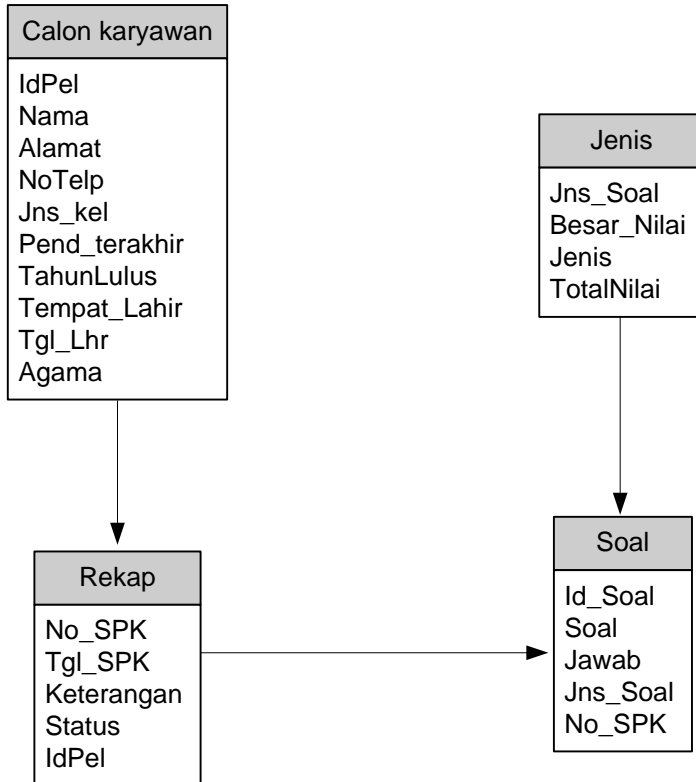 Calon karyawan
IdPel
Nama
Alamat
NoTelp
Jns_kel
Pend_terakhir
TahunLulus
Tempat_Lahir
Tgl_Lhr
Agama
Jenis
Jns_Soal
Besar_Nilai
Jenis
TotalNilai
Rekap
No_SPK
Tgl_SPK
Keterangan
Status
IdPel
Soal
Id_Soal
Soal
Jawab
Jns_Soal
No_SPK